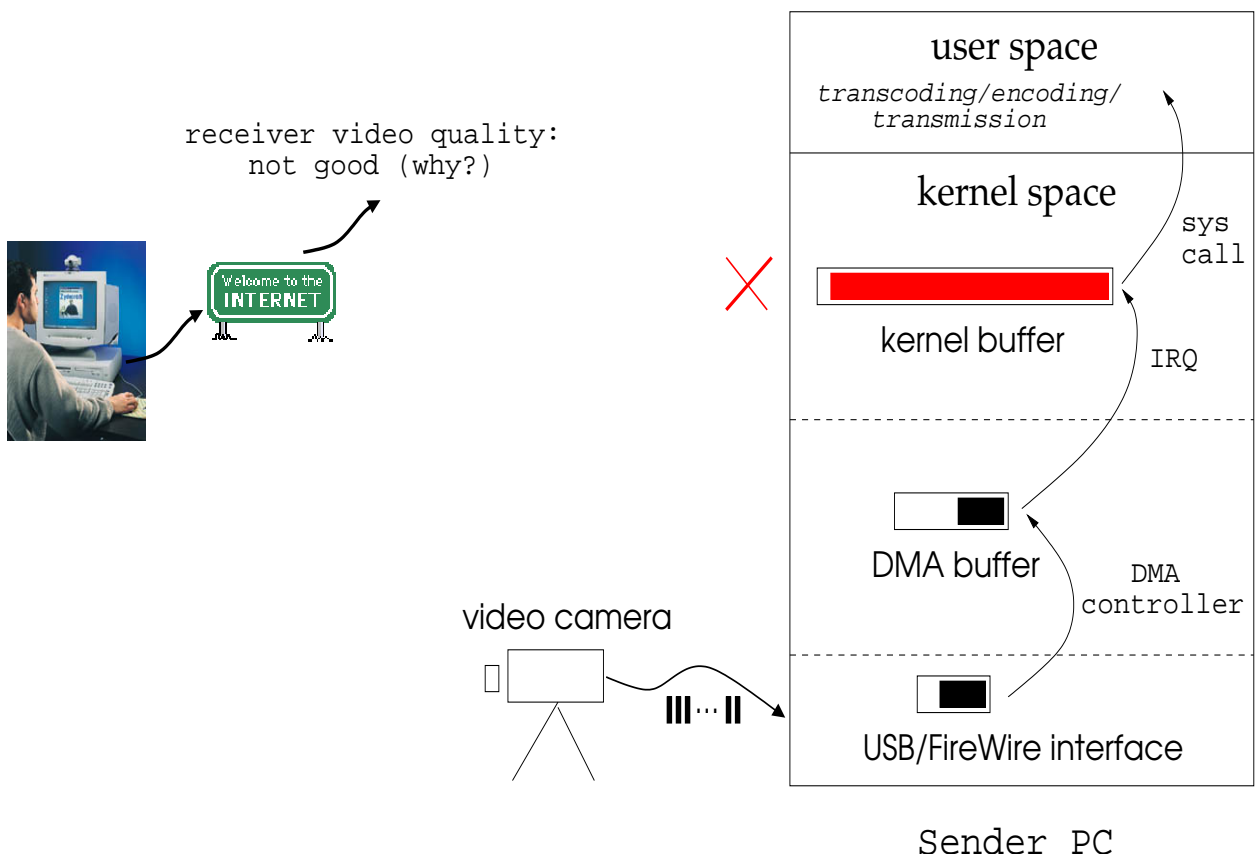 user space
transcoding/encoding/
transmission
receiver video quality:
not good (why?)
kernel space
sys
call
Welcome to the
INTERNET
kernel buffer
IRQ
DMA buffer
DMA
controller
video camera
USB/FireWire interface
Sender PC